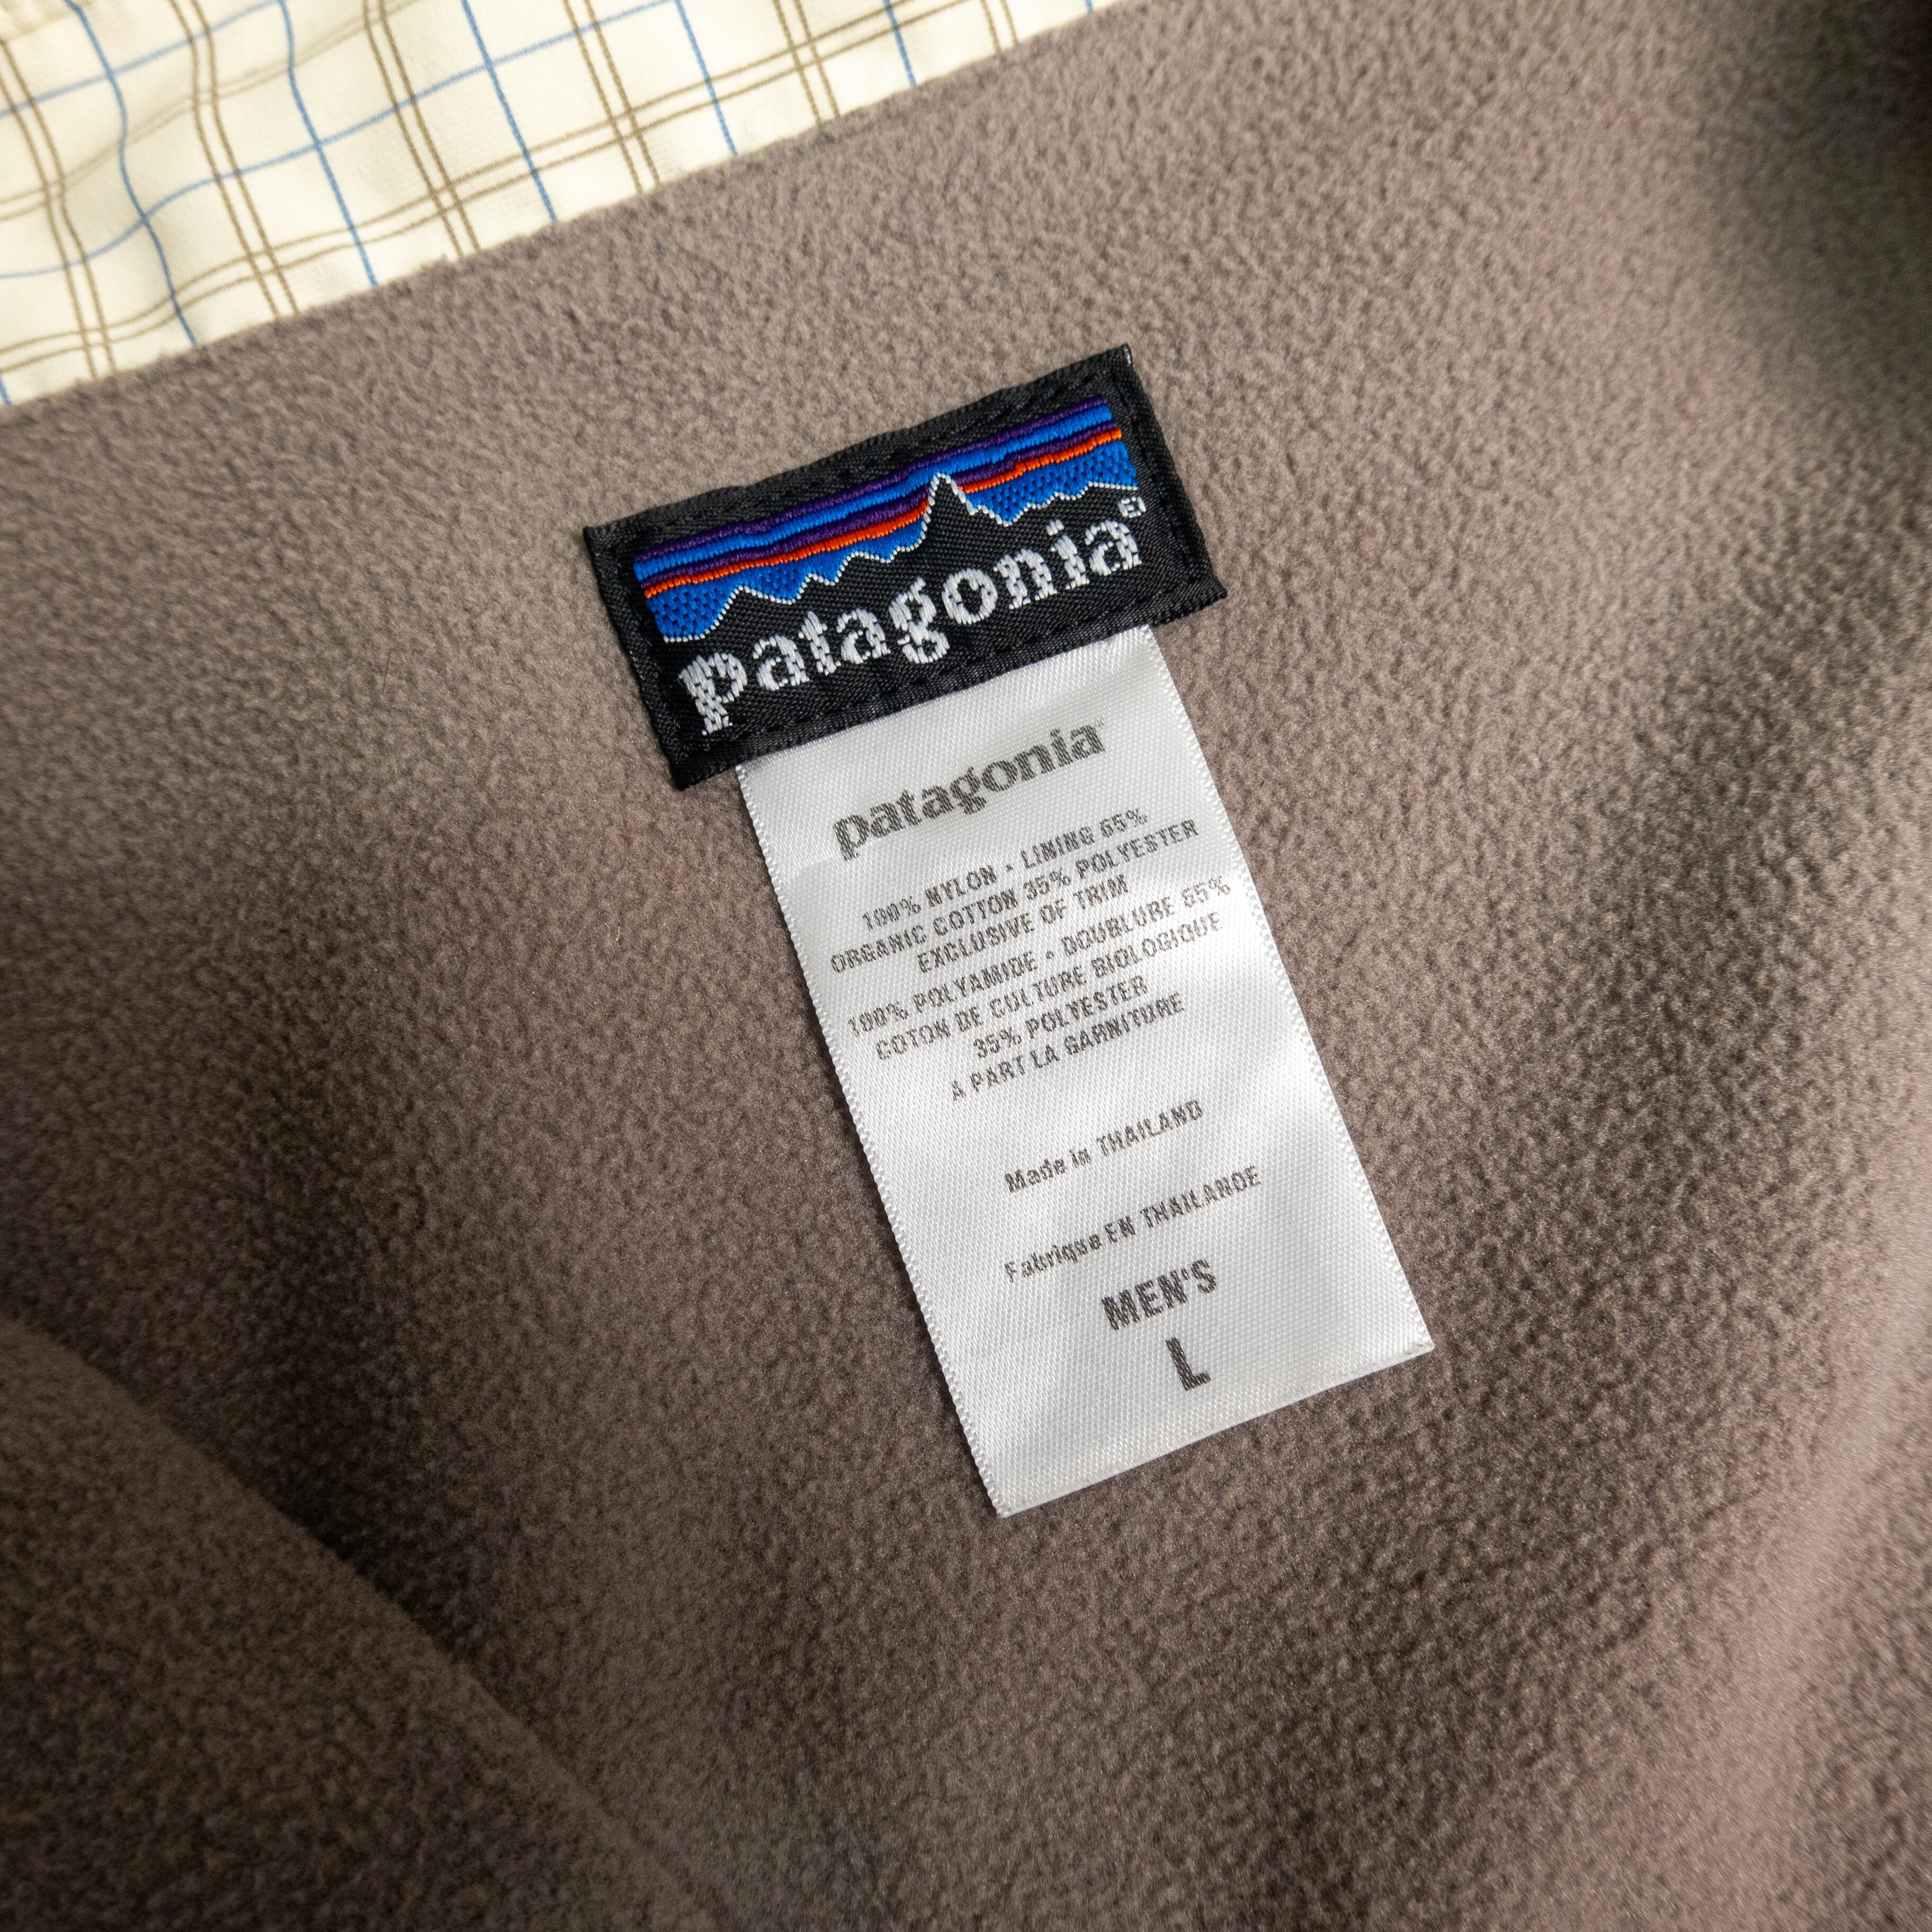 patagonia®
patagonia
100% NYLON • LINING 65%
ORGANIC COTTON 35% POLYESTER
EXCLUSIVE OF TRIM
100% POLYAMIDE • DOUBLURE 65%
COTON DE CULTURE BIOLOGIQUE
35% POLYESTER
A PART LA GARNITURE
Made in THAILAND
Fabrique EN THAILANDE
MEN'S
L